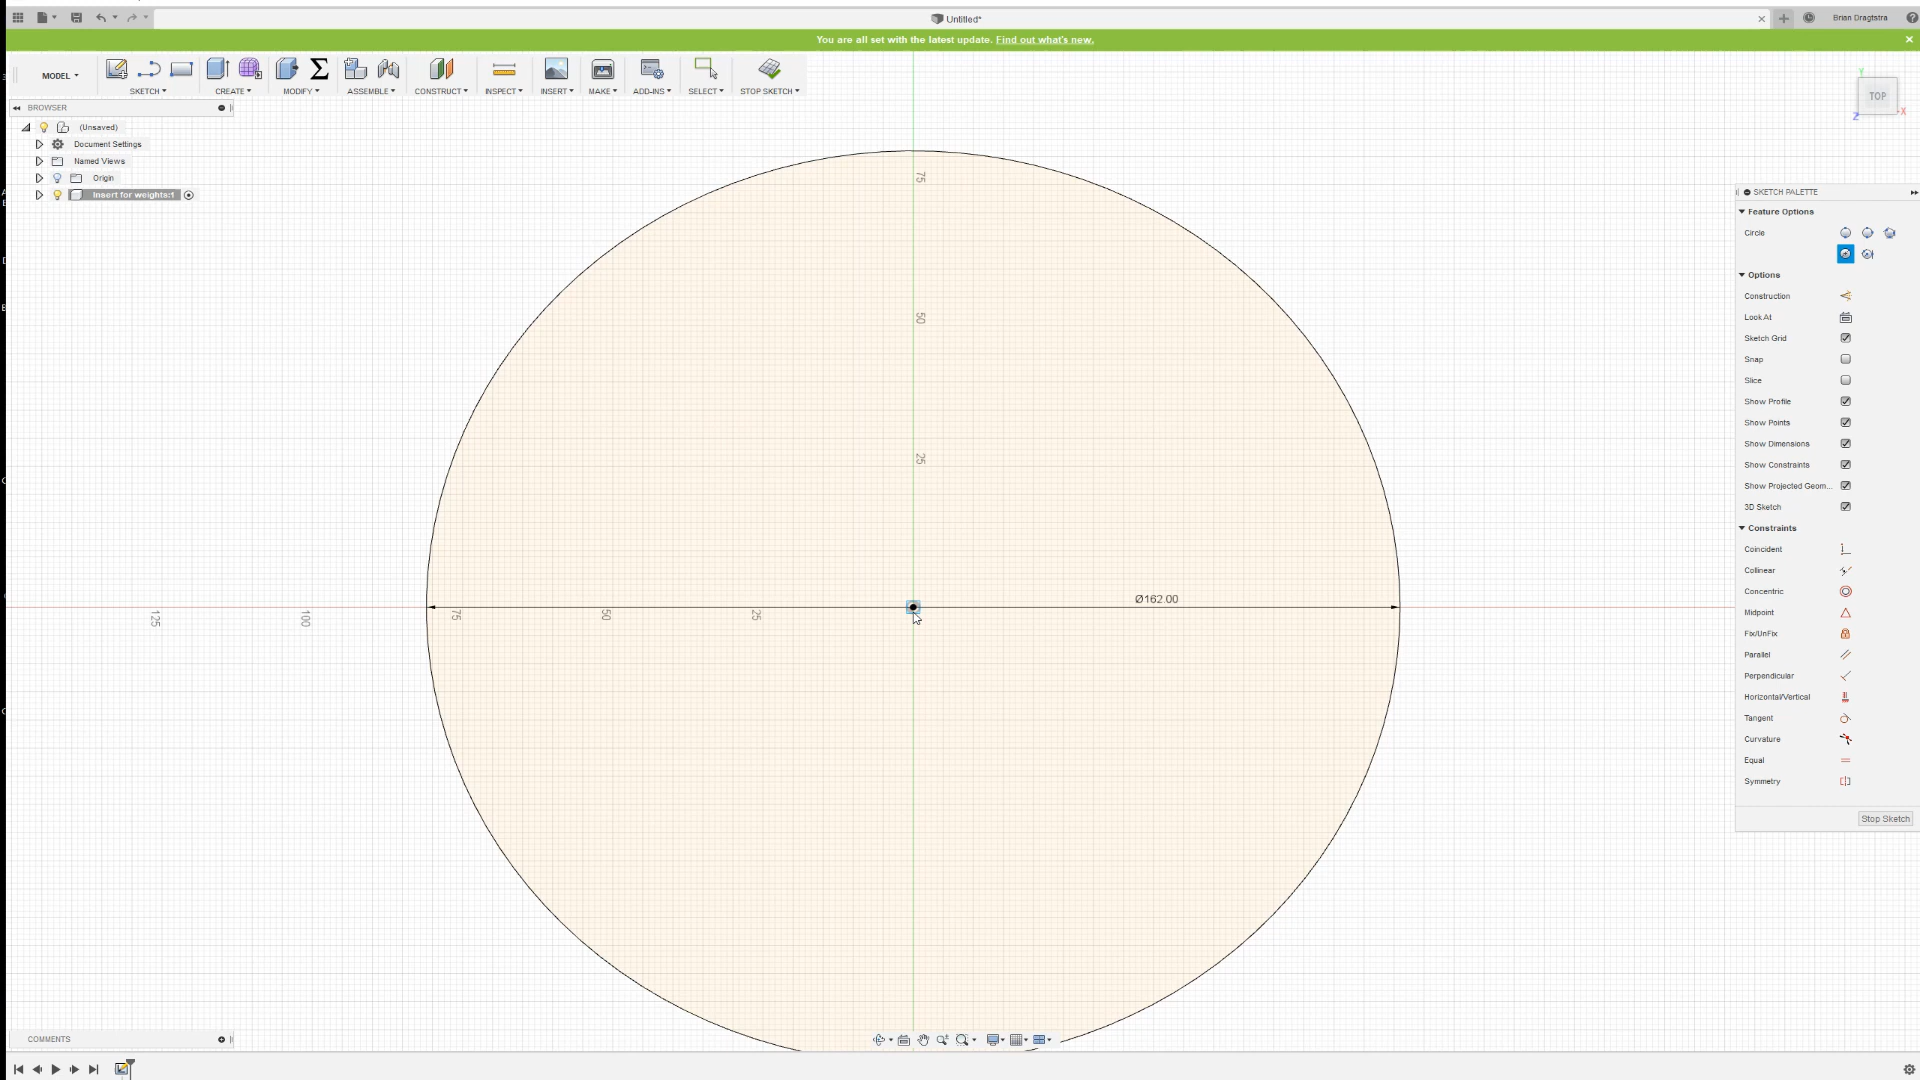 Untitled*
Brian Dragtstra
You are all set with the latest update. Find out what's new.
MODEL
SKETCH CREATE MODIFY ASSEMBLE CONSTRUCT INSPECT INSERT MAKE ADD-INS SELECT STOP SKETCH
BROWSER
(Unsaved)
Document Settings
Named Views
Origin
Insert for weights:1
Y
TOP
X
Z
75
50
25
Ø162.00
125
100
75
50
25
SKETCH PALETTE
Feature Options
Circle
Options
Construction
Look At
Sketch Grid
Snap
Slice
Show Profile
Show Points
Show Dimensions
Show Constraints
Show Projected Geom...
3D Sketch
Constraints
Coincident
Collinear
Concentric
Midpoint
Fix/UnFix
Parallel
Perpendicular
Horizontal/Vertical
Tangent
Curvature
Equal
Symmetry
Stop Sketch
COMMENTS